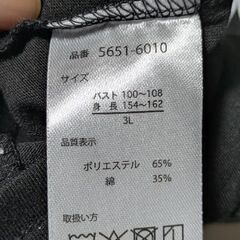 品番 5651-6010
サイズ
バスト 100～108
身長 154～162
3L
品質表示
ポリエステル 65%
綿 35%
取扱い方